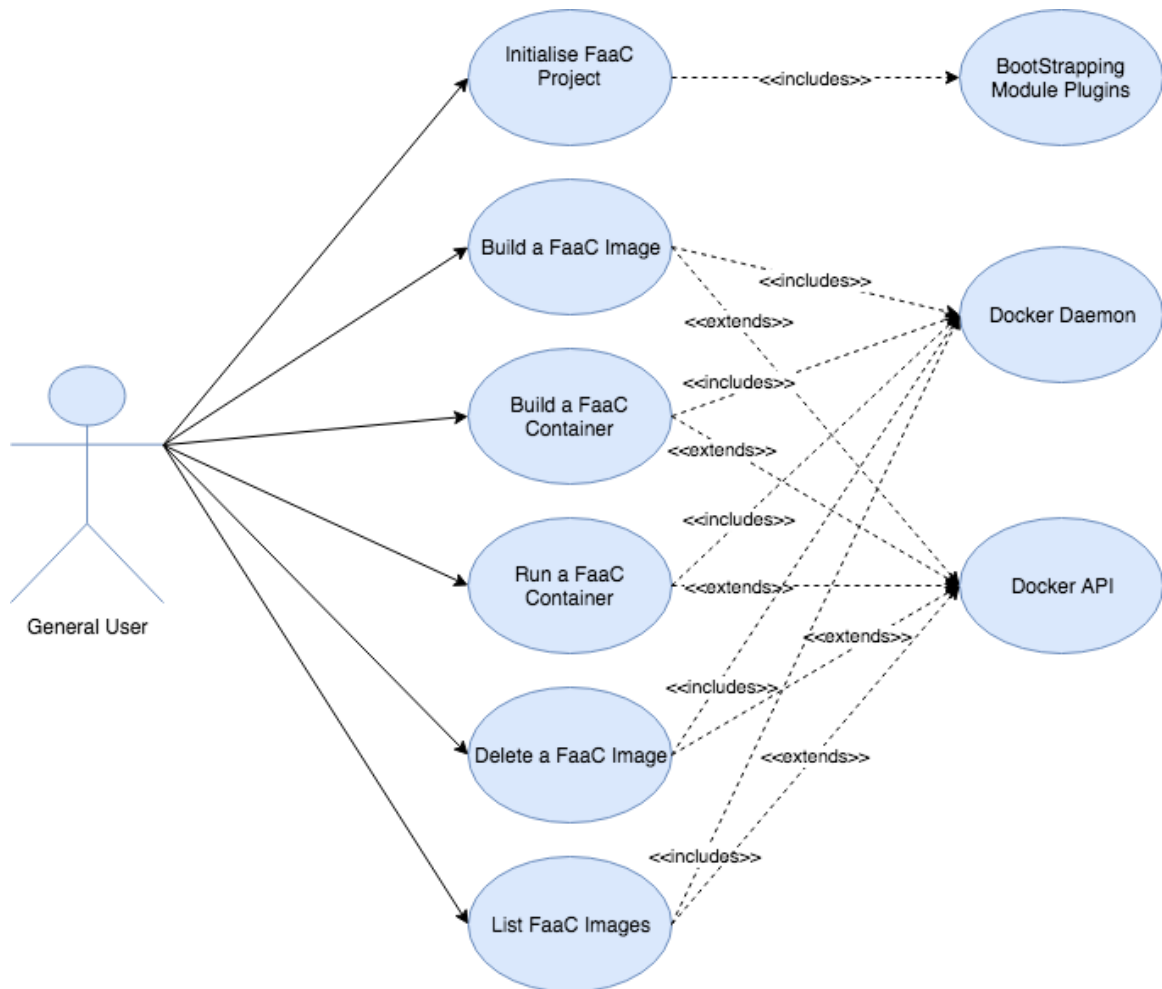 Initialise FaaC
Project
<<includes>>
BootStrapping
Module Plugins
Build a FaaC Image
<<includes>>
Docker Daemon
<<extends>>
Build a FaaC
Container
<<includes>>
<<extends>>
Run a FaaC
Container
<<includes>>
<<extends>>
Docker API
General User
<<extends>>
Delete a FaaC Image
<<includes>>
<<extends>>
List FaaC Images
<<includes>>